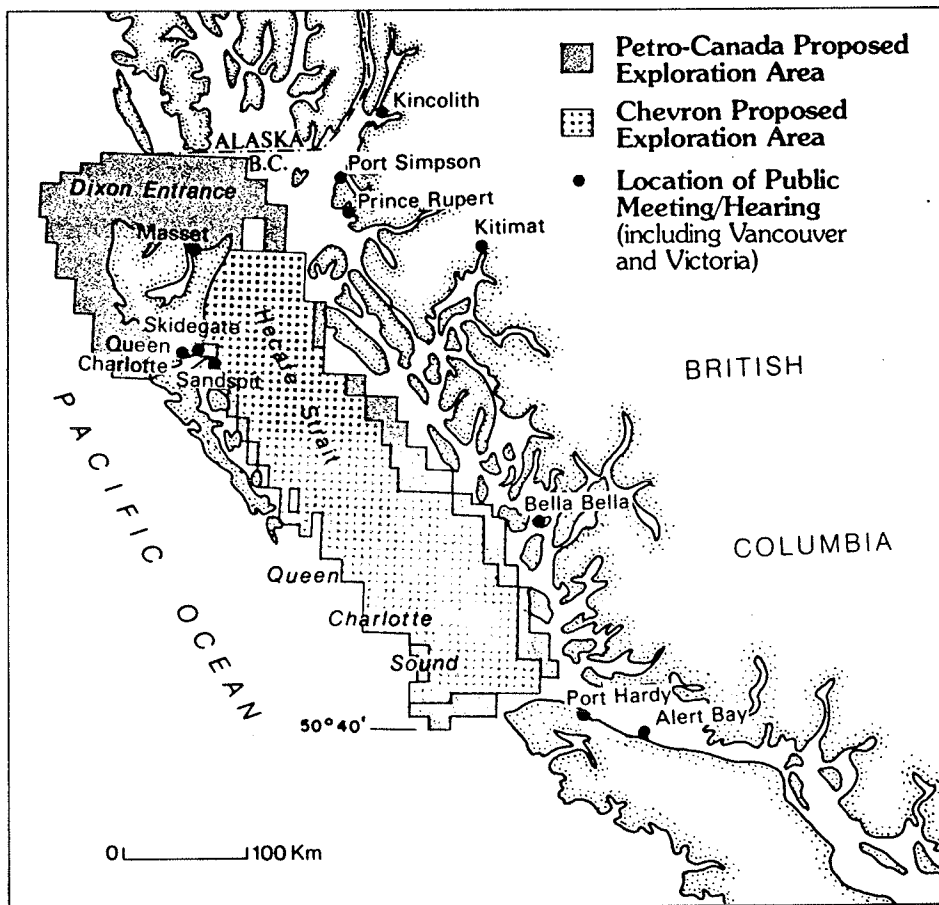 Petro-Canada Proposed
Exploration Area
Chevron Proposed
Exploration Area
Location of Public
Meeting/Hearing
(including Vancouver
and Victoria)
Kincolith
ALASKA
B.C.
Port Simpson
Dixon Entrance
Prince Rupert
Masset
Kitimat
Hecate
Strait
Skidegate
Queen
Charlotte
Sandspit
BRITISH
COLUMBIA
PACIFIC OCEAN
Bella Bella
Queen
Charlotte
Sound
Port Hardy
Alert Bay
50°40'
0 100 Km